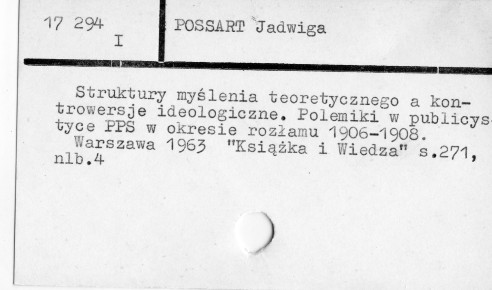 17 294
I
POSSART Jadwiga
Struktury myślenia teoretycznego a kon-
trowersje ideologiczne. Polemiki w publicys-
tyce PPS w okresie rozłamu 1906-1908.
Warszawa 1963 "Książka i Wiedza" s.271,
nlb.4